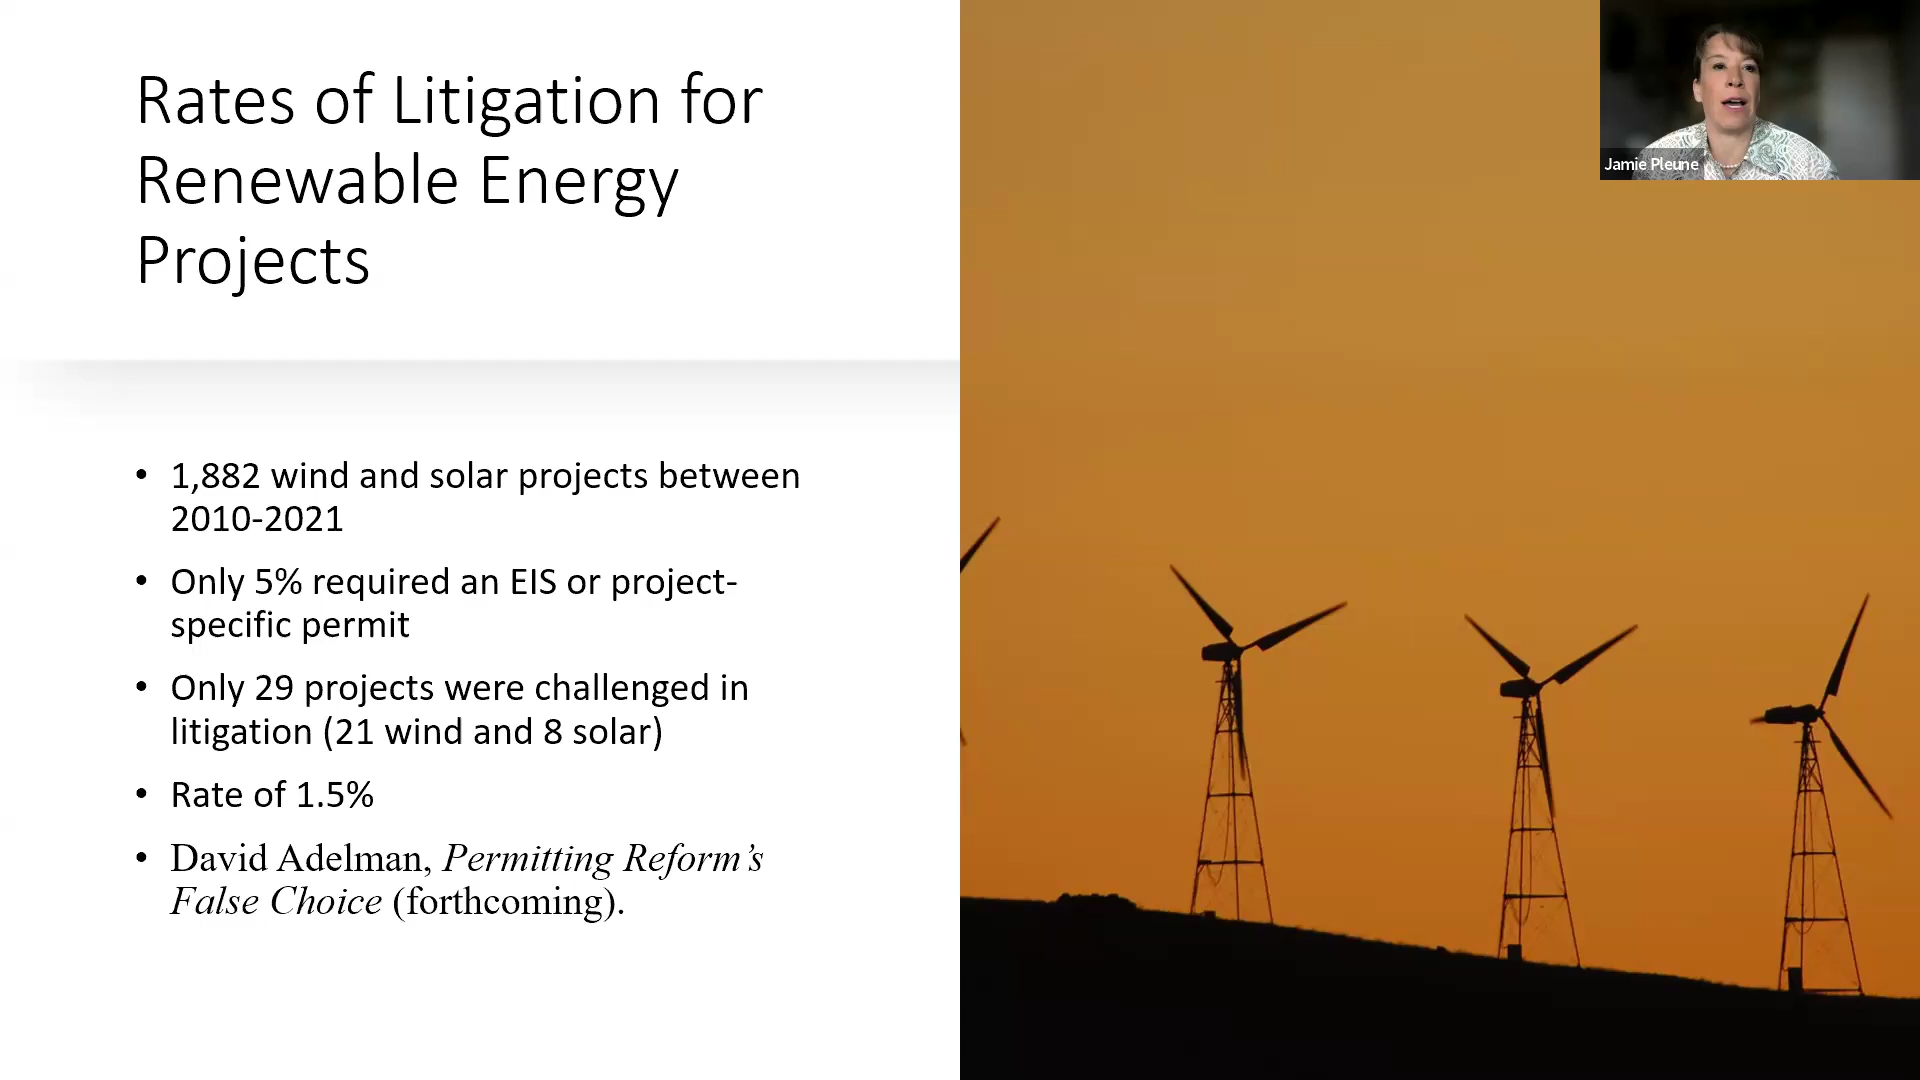 Rates of Litigation for
Renewable Energy
Projects
Jamie Pleune
• 1,882 wind and solar projects between
2010-2021
• Only 5% required an EIS or project-
specific permit
• Only 29 projects were challenged in
litigation (21 wind and 8 solar)
• Rate of 1.5%
• David Adelman, Permitting Reform’s
False Choice (forthcoming).